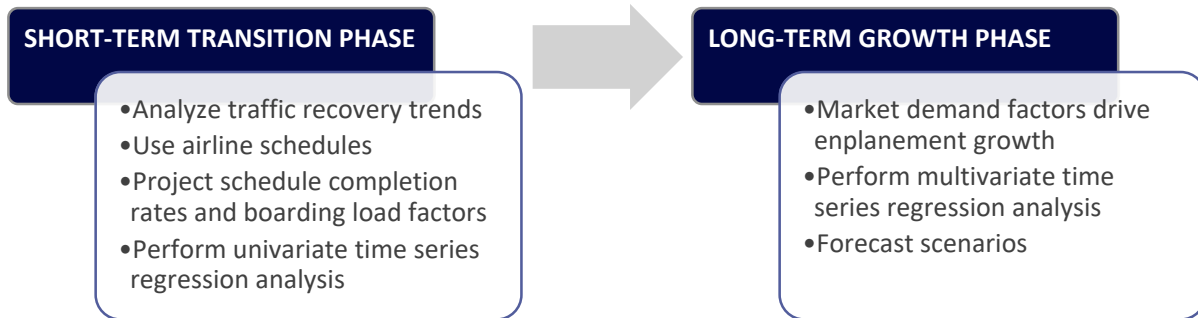 SHORT-TERM TRANSITION PHASE
•Analyze traffic recovery trends
•Use airline schedules
•Project schedule completion
rates and boarding load factors
•Perform univariate time series
regression analysis
LONG-TERM GROWTH PHASE
•Market demand factors drive
enplanement growth
•Perform multivariate time
series regression analysis
•Forecast scenarios